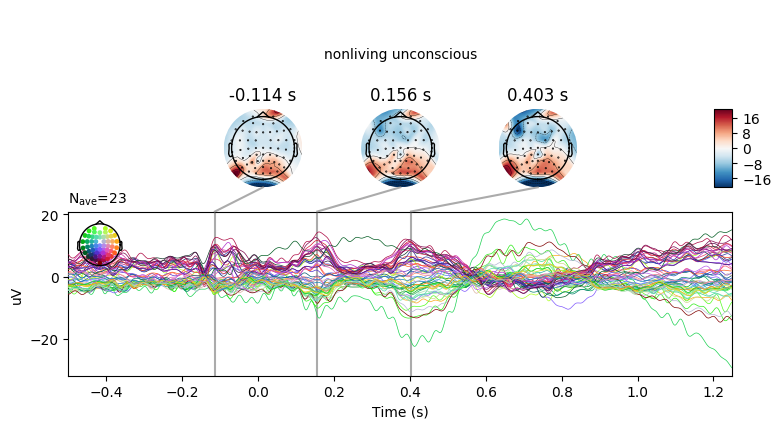 nonliving unconscious
-0.114 s 0.156 s 0.403 s
16
8
0
−8
−16
Nave=23
20
0
−20
uV
−0.4 −0.2 0.0 0.2 0.4 0.6 0.8 1.0 1.2
Time (s)